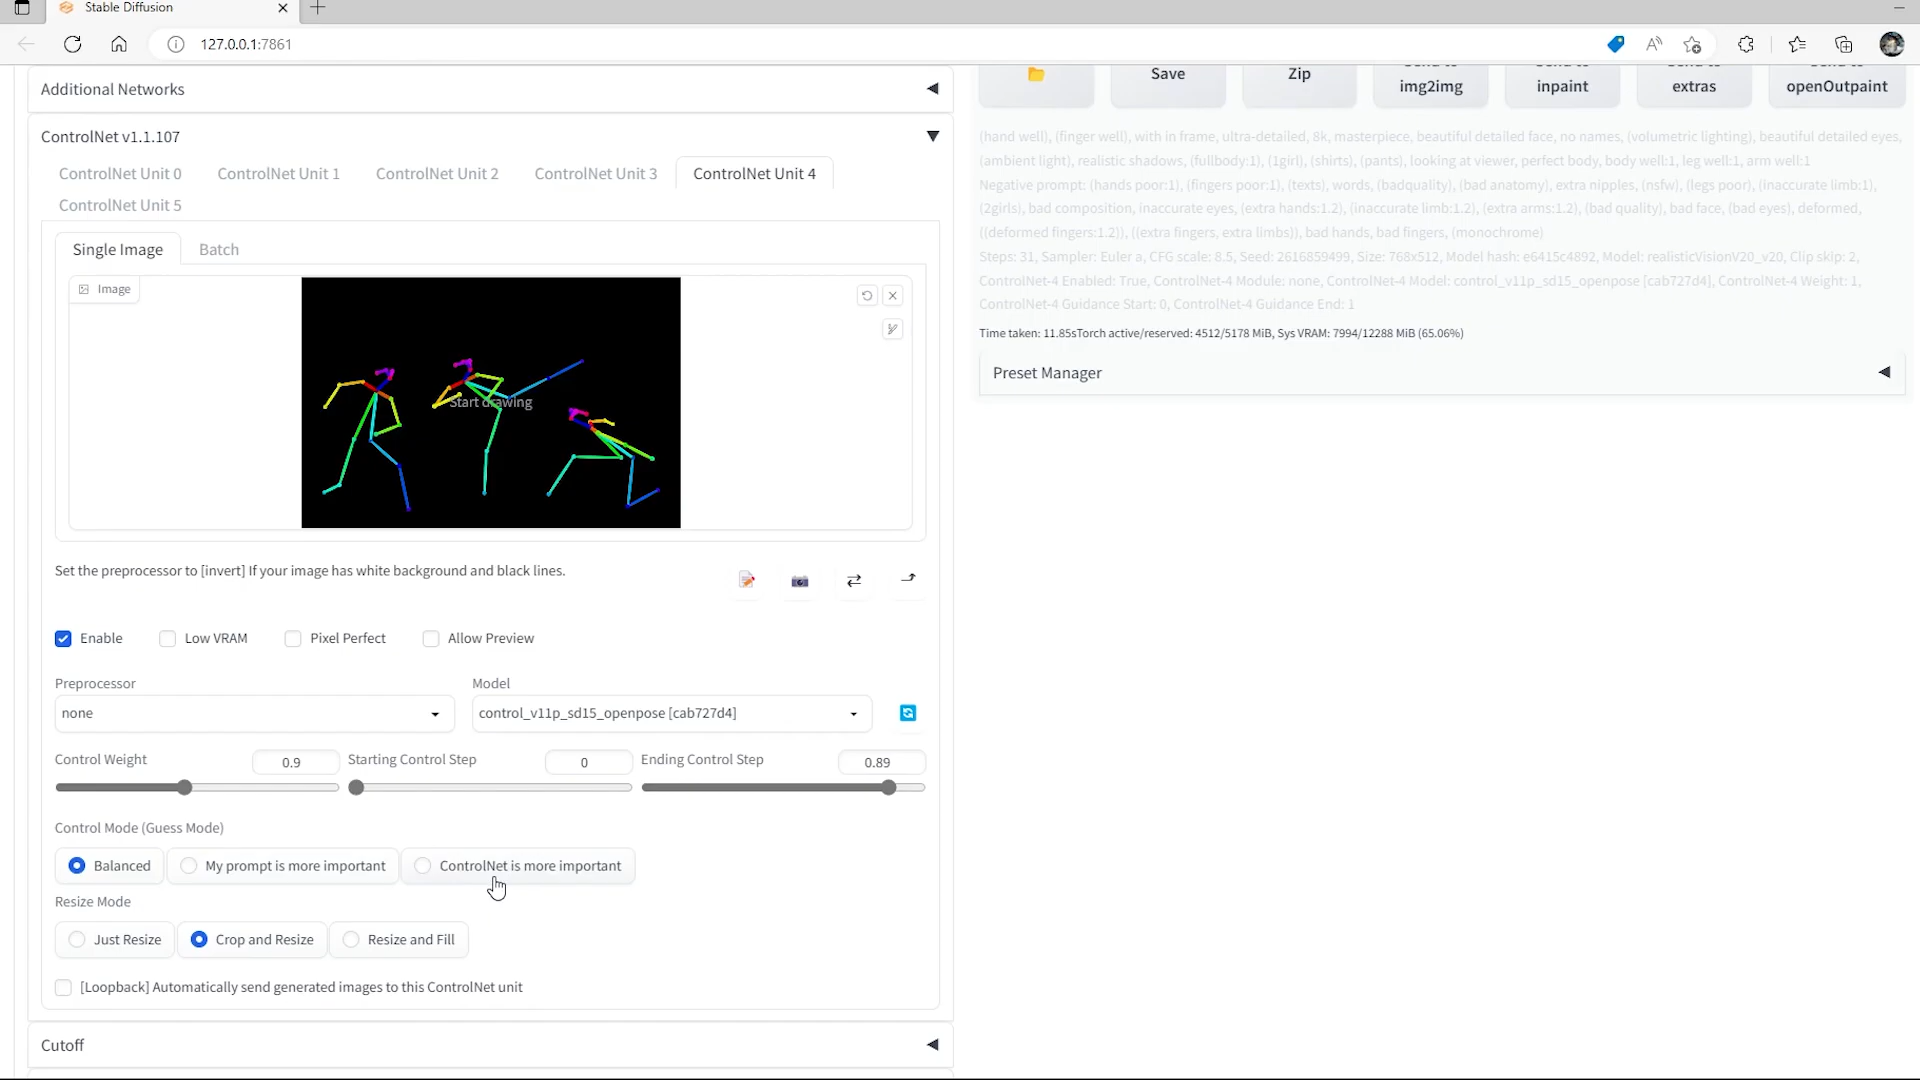 Stable Diffusion
127.0.0.1:7861
Additional Networks
ControlNet v1.1.107
ControlNet Unit 0 ControlNet Unit 1 ControlNet Unit 2 ControlNet Unit 3 ControlNet Unit 4
ControlNet Unit 5
Single Image Batch
Image
Start drawing
Set the preprocessor to [invert] If your image has white background and black lines.
Enable Low VRAM Pixel Perfect Allow Preview
Preprocessor Model
none control_v11p_sd15_openpose [cab727d4]
Control Weight 0.9 Starting Control Step 0 Ending Control Step 0.89
Control Mode (Guess Mode)
Balanced My prompt is more important ControlNet is more important
Resize Mode
Just Resize Crop and Resize Resize and Fill
[Loopback] Automatically send generated images to this ControlNet unit
Cutoff
Save Zip
img2img inpaint extras openOutpaint
(hand well), (finger well), with in frame, ultra-detailed, 8k, masterpiece, beautiful detailed face, no names, (volumetric lighting), beautiful detailed eyes,
(ambient light), realistic shadows, (fullbody:1), (1girl), (shirts), (pants), looking at viewer, perfect body, body well:1, leg well:1, arm well:1
Negative prompt: (hands poor:1), (fingers poor:1), (texts), words, (badquality), (bad anatomy), extra nipples, (nsfw), (legs poor), (inaccurate limb:1),
(2girls), bad composition, inaccurate eyes, (extra hands:1.2), (inaccurate limb:1.2), (extra arms:1.2), (bad quality), bad face, (bad eyes), deformed,
((deformed fingers:1.2)), ((extra fingers, extra limbs)), bad hands, bad fingers, (monochrome)
Steps: 31, Sampler: Euler a, CFG scale: 8.5, Seed: 2616859499, Size: 768x512, Model hash: e6415c4892, Model: realisticVisionV20_v20, Clip skip: 2,
ControlNet-4 Enabled: True, ControlNet-4 Module: none, ControlNet-4 Model: control_v11p_sd15_openpose [cab727d4], ControlNet-4 Weight: 1,
ControlNet-4 Guidance Start: 0, ControlNet-4 Guidance End: 1
Time taken: 11.85sTorch active/reserved: 4512/5178 MiB, Sys VRAM: 7994/12288 MiB (65.06%)
Preset Manager